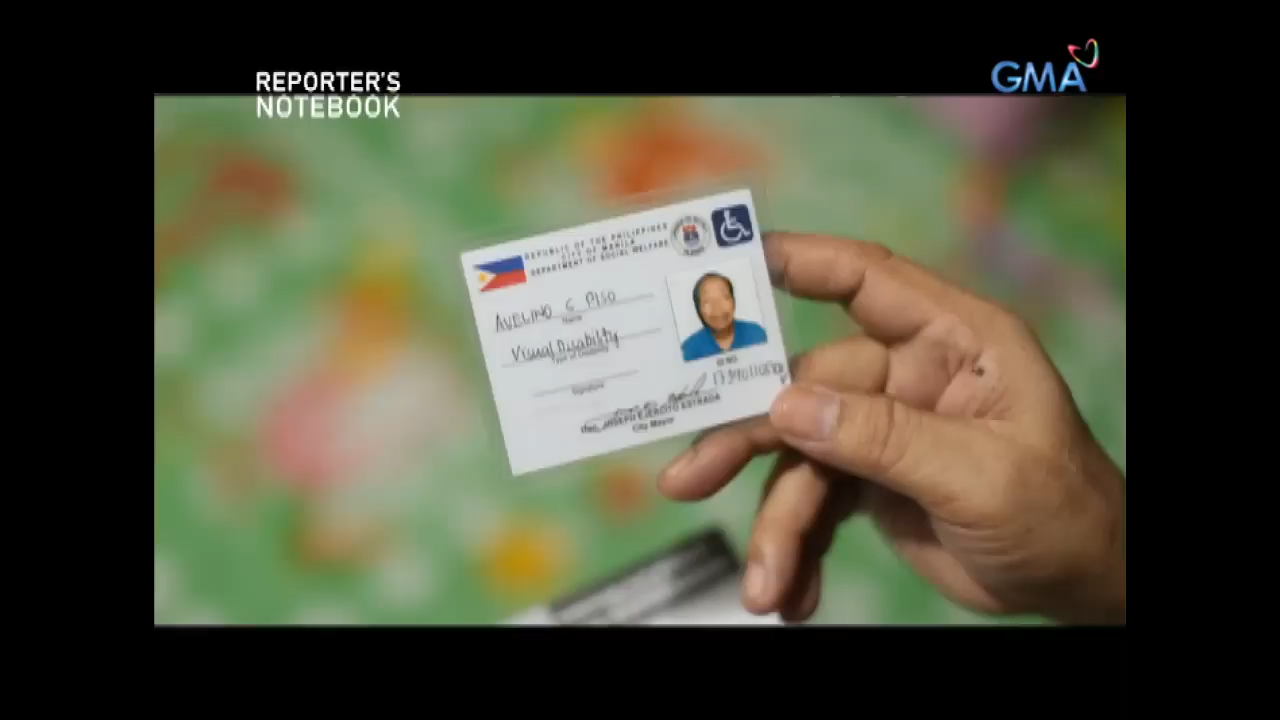 REPORTER'S
NOTEBOOK
GMA
REPUBLIC OF THE PHILIPPINES
CITY OF MANILA
DEPARTMENT OF SOCIAL WELFARE
AVELINO C PISO
Name
Visual Disability
Type of Disability
Signature
ID NO.
Hon. JOSEPH EJERCITO ESTRADA
City Mayor